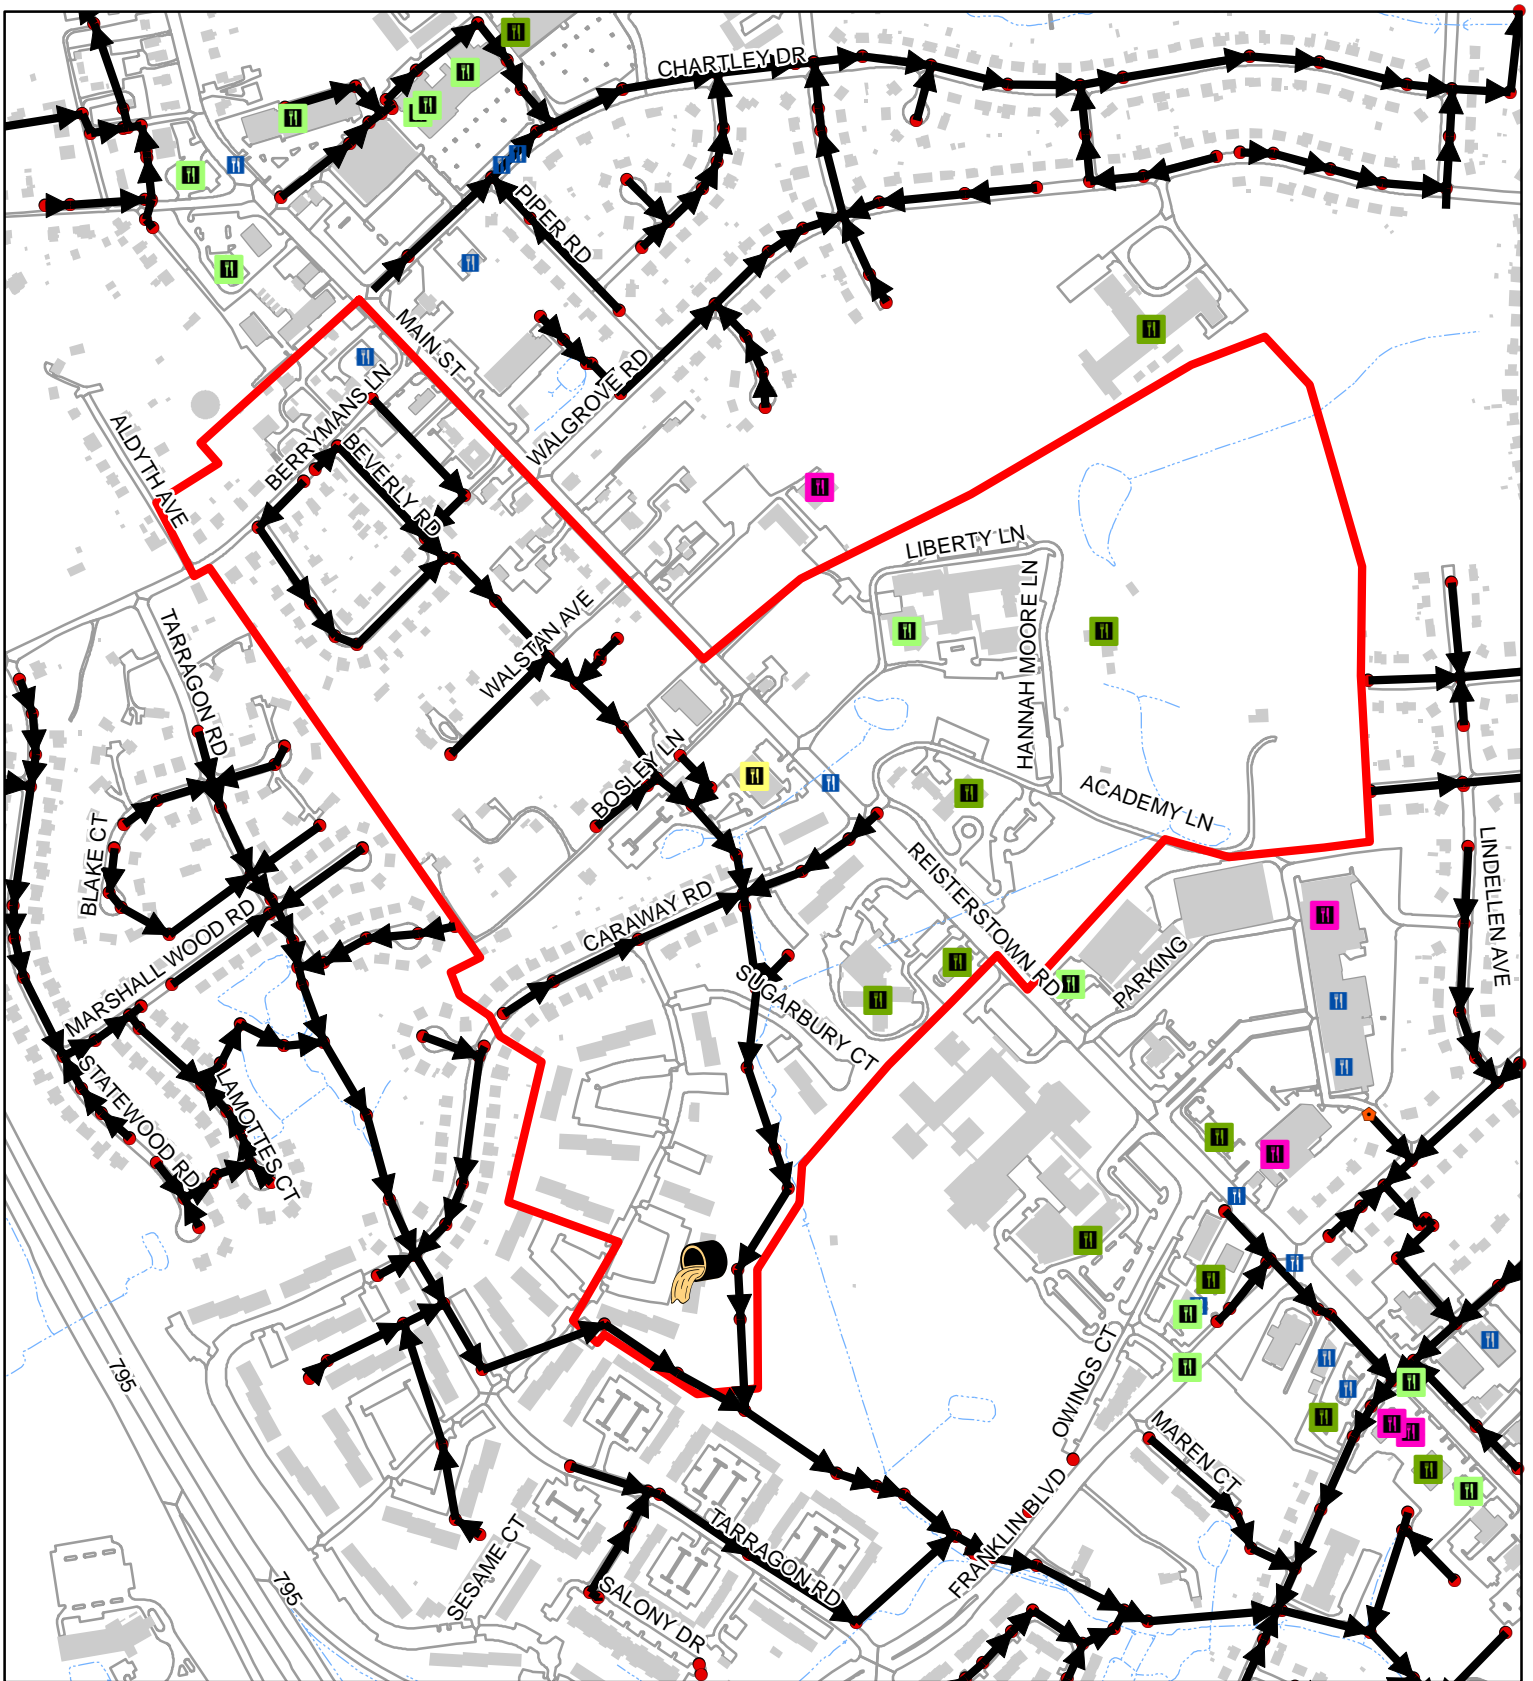 CHARTLEY DR
PIPER RD
MAIN ST
WALGROVE RD
BERRYMANS LN
BEVERLY RD
ALDYTH AVE
LIBERTY LN
HANNAH MOORE LN
WALSTAN AVE
TARRAGON RD
BOSLEY LN
ACADEMY LN
BLAKE CT
REISTERSTOWN RD
LINDELLEN AVE
CARAWAY RD
MARSHALL WOOD RD
PARKING
SUGARBURY CT
STATEWOOD RD
LAMOTTES CT
795
OWINGS CT
MAREN CT
FRANKLIN BLVD
TARRAGON RD
SESAME CT
795
SALONY DR